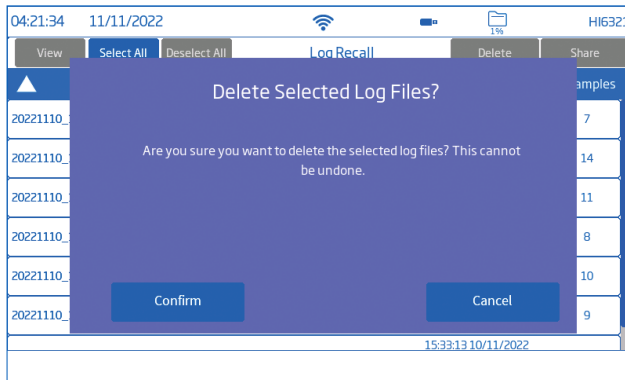 04:21:34 11/11/2022 1% HI6321
View Select All Deselect All Log Recall Delete Share
Delete Selected Log Files?
amples
20221110_
7
Are you sure you want to delete the selected log files? This cannot
be undone.
20221110_
14
20221110_
11
20221110_
8
20221110_
10
Confirm Cancel
20221110_
9
15:33:13 10/11/2022